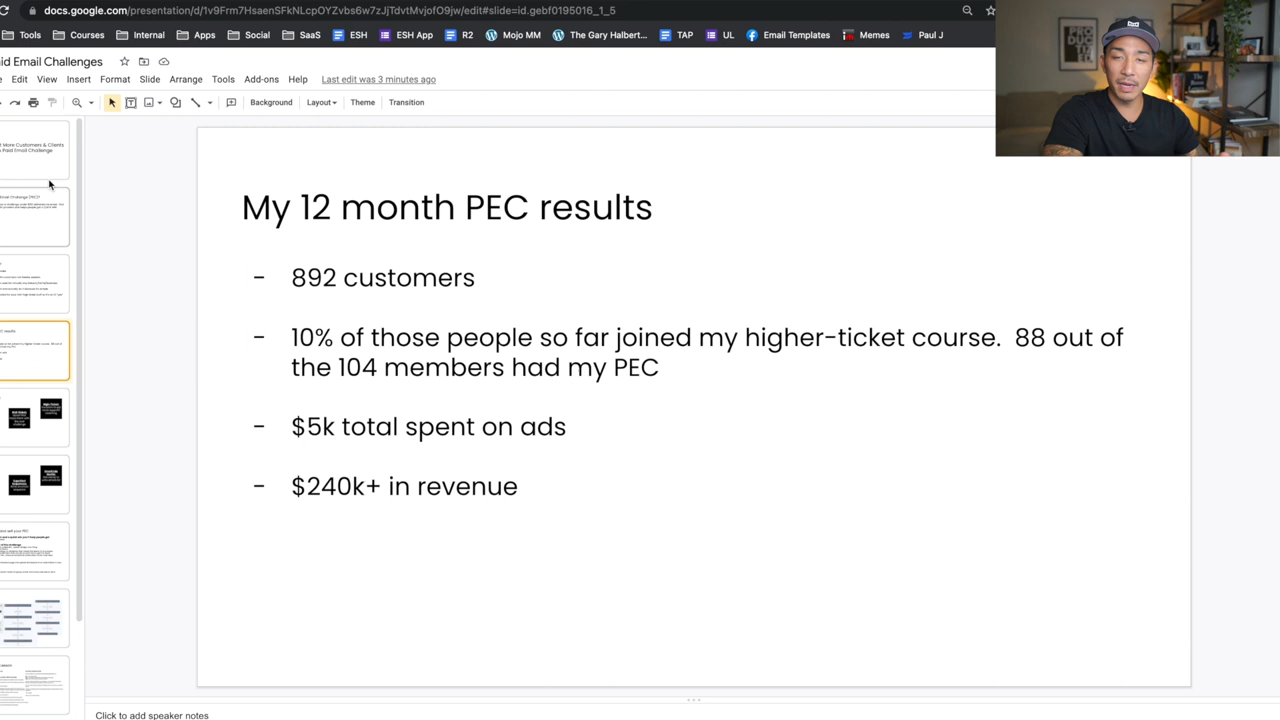 docs.google.com/presentation/d/1v9Frm7HsaenSFkNLcpOYZvbs6w7zJjTdvtMvjofO9jw/edit#slide=id.gebf0195016_1_5
Tools Courses Internal Apps Social SaaS ESH ESH App R2 Mojo MM The Gary Halbert... TAP UL Email Templates Memes Paul J
id Email Challenges
Edit View Insert Format Slide Arrange Tools Add-ons Help Last edit was 3 minutes ago
Background Layout Theme Transition
My 12 month PEC results
- 892 customers
- 10% of those people so far joined my higher-ticket course. 88 out of
the 104 members had my PEC
- $5k total spent on ads
- $240k+ in revenue
Click to add speaker notes